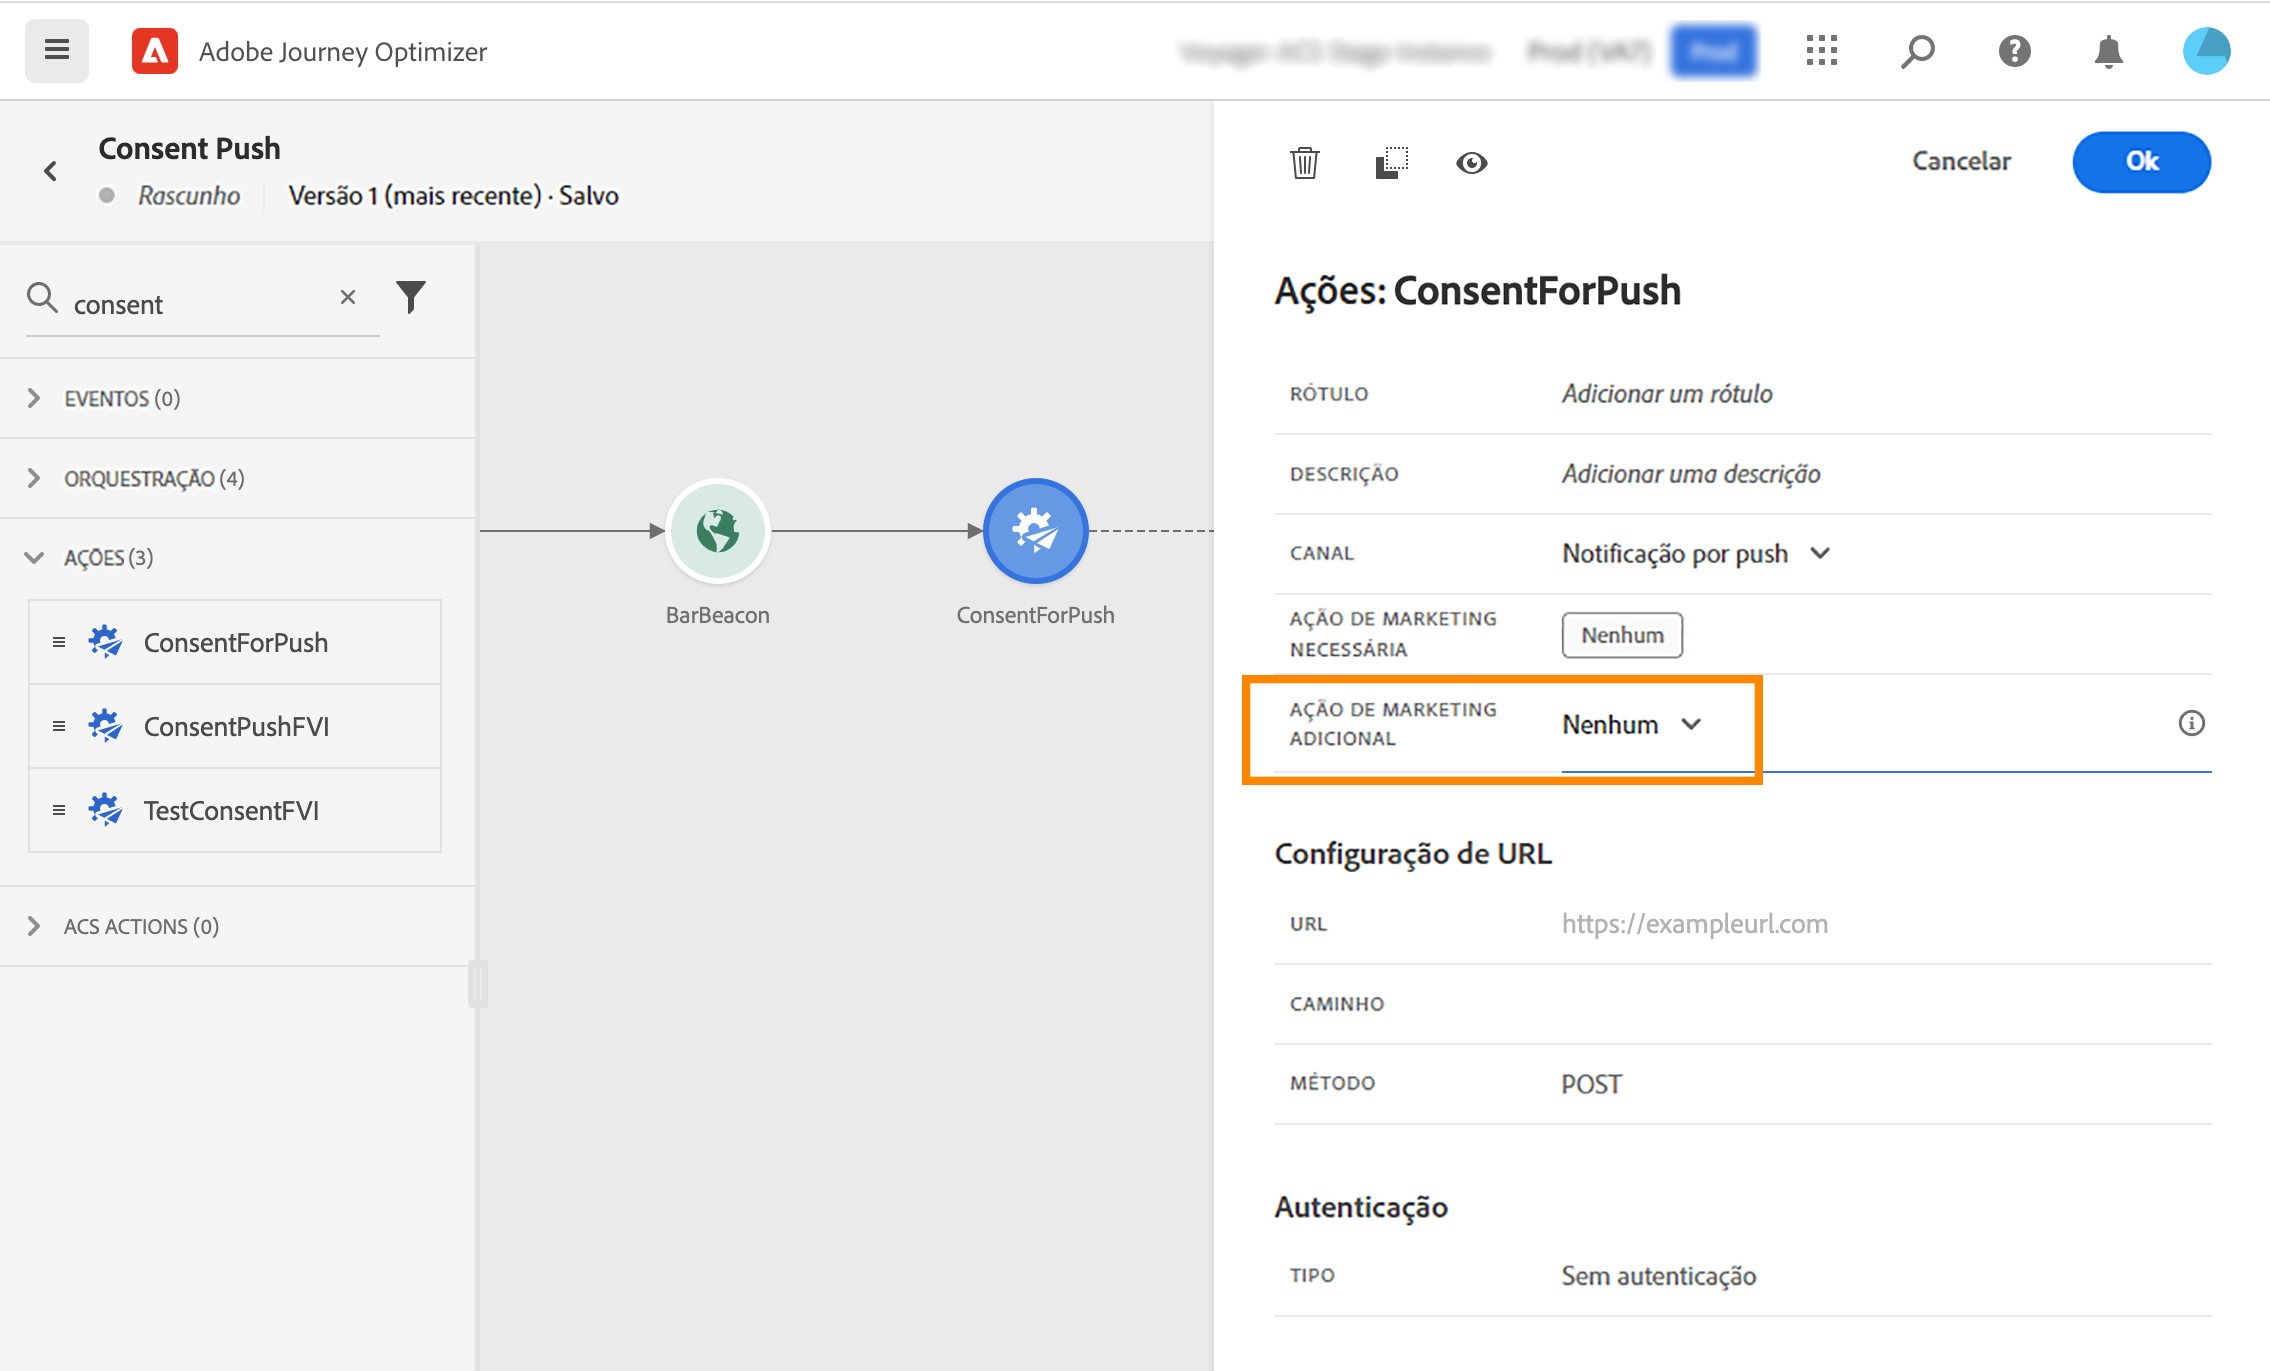 Adobe Journey Optimizer
Consent Push
Rascunho
Versão 1 (mais recente) · Salvo
consent
EVENTOS (0)
ORQUESTRAÇÃO (4)
AÇÕES (3)
ConsentForPush
ConsentPushFVI
TestConsentFVI
ACS ACTIONS (0)
BarBeacon
ConsentForPush
Cancelar
Ok
Ações: ConsentForPush
RÓTULO
Adicionar um rótulo
DESCRIÇÃO
Adicionar uma descrição
CANAL
Notificação por push
AÇÃO DE MARKETING
NECESSÁRIA
Nenhum
AÇÃO DE MARKETING
ADICIONAL
Nenhum
Configuração de URL
URL
https://exampleurl.com
CAMINHO
MÉTODO
POST
Autenticação
TIPO
Sem autenticação